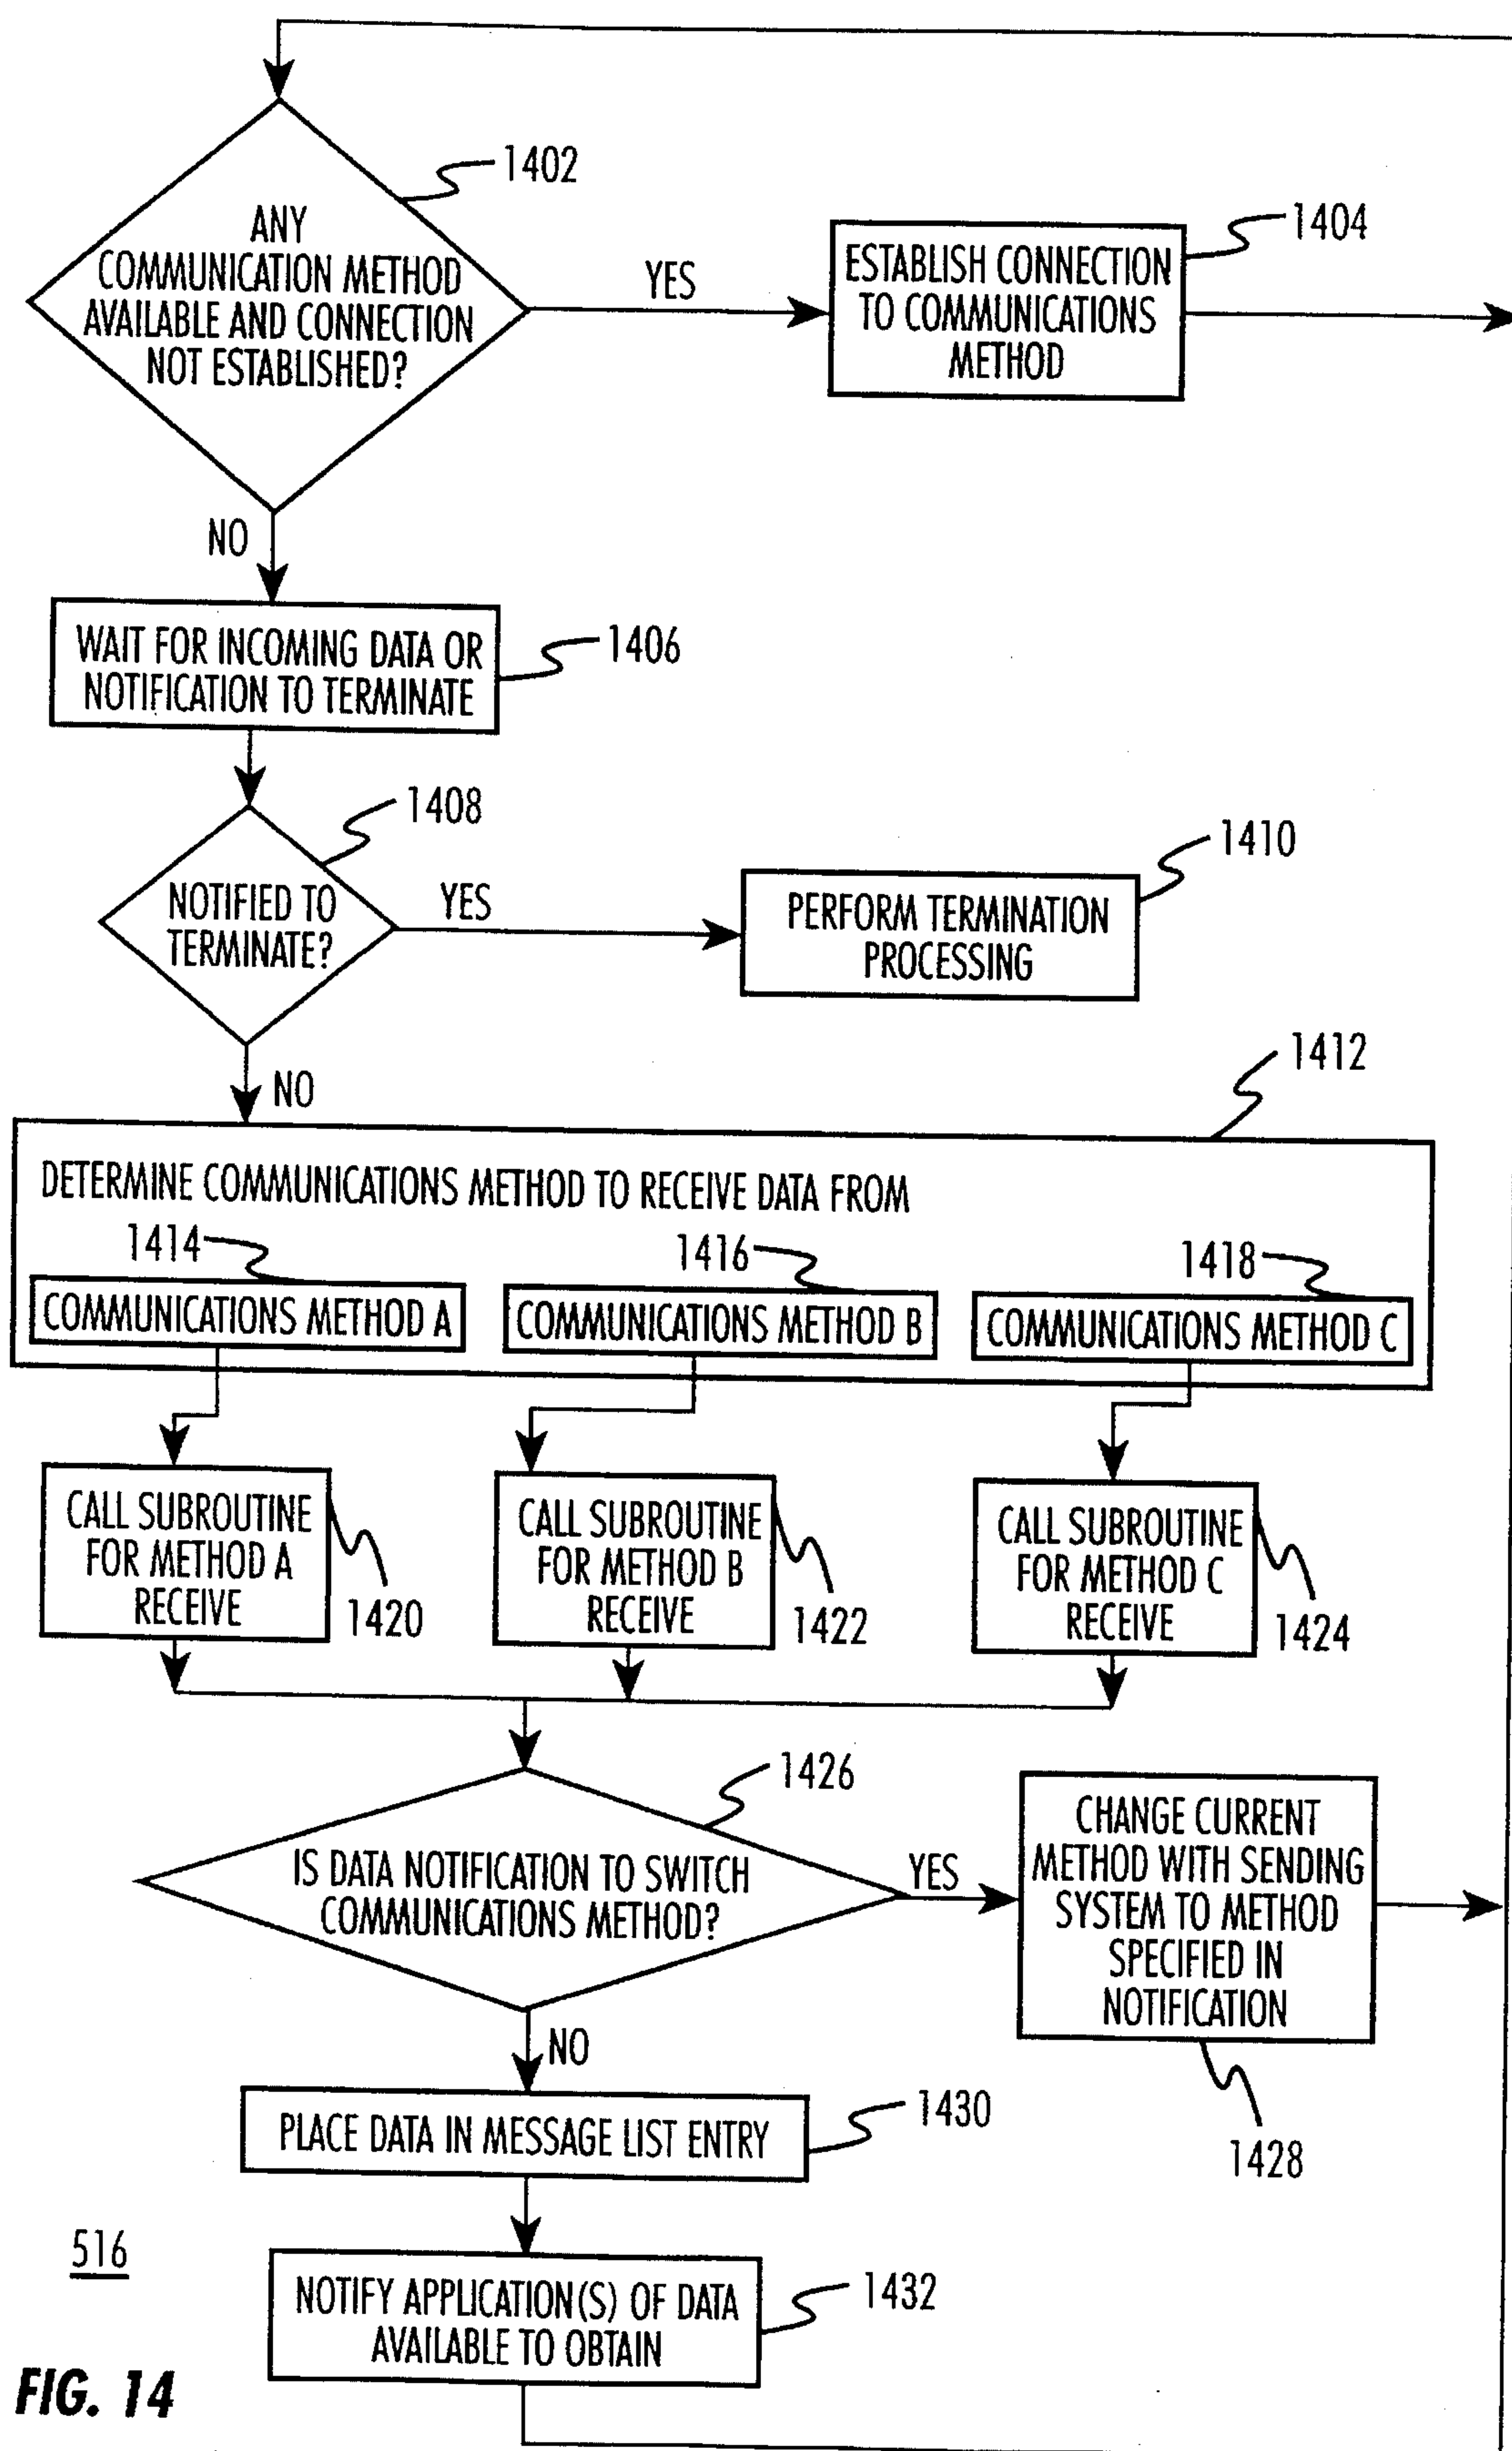 1402
ANY
COMMUNICATION METHOD
AVAILABLE AND CONNECTION
NOT ESTABLISHED?
YES
1404
ESTABLISH CONNECTION
TO COMMUNICATIONS
METHOD
NO
WAIT FOR INCOMING DATA OR
NOTIFICATION TO TERMINATE
1406
1408
NOTIFIED TO
TERMINATE?
YES
1410
PERFORM TERMINATION
PROCESSING
NO
1412
DETERMINE COMMUNICATIONS METHOD TO RECEIVE DATA FROM
1414
1416
1418
COMMUNICATIONS METHOD A
COMMUNICATIONS METHOD B
COMMUNICATIONS METHOD C
CALL SUBROUTINE
FOR METHOD A
RECEIVE
1420
CALL SUBROUTINE
FOR METHOD B
RECEIVE
1422
CALL SUBROUTINE
FOR METHOD C
RECEIVE
1424
1426
IS DATA NOTIFICATION TO SWITCH
COMMUNICATIONS METHOD?
YES
CHANGE CURRENT
METHOD WITH SENDING
SYSTEM TO METHOD
SPECIFIED IN
NOTIFICATION
1428
NO
PLACE DATA IN MESSAGE LIST ENTRY
1430
516
NOTIFY APPLICATION(S) OF DATA
AVAILABLE TO OBTAIN
1432
FIG. 14